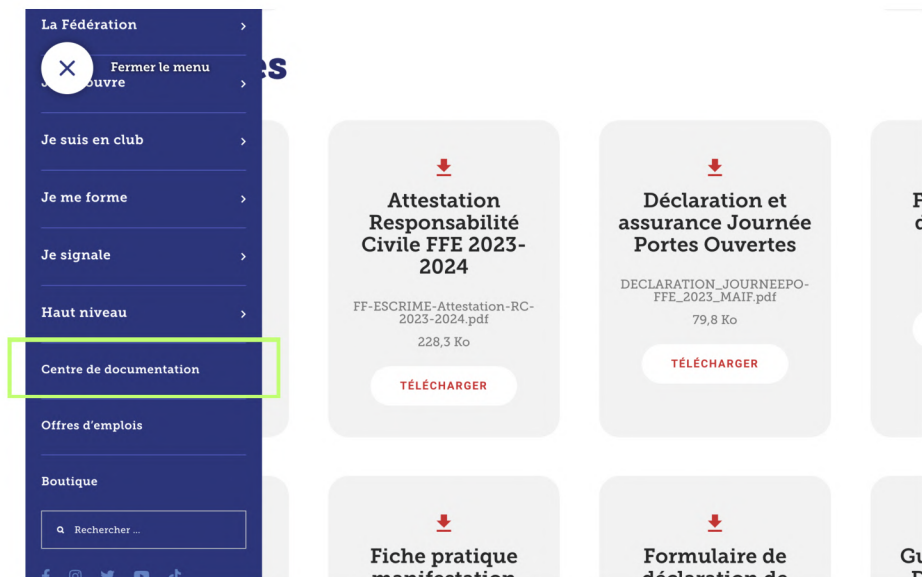 La Fédération
Fermer le menu
Je suis en club
Je me forme
Je signale
Haut niveau
Centre de documentation
Offres d'emplois
Boutique
Rechercher ...
Attestation
Responsabilité
Civile FFE 2023-
2024
FF-ESCRIME-Attestation-RC-
2023-2024.pdf
228,3 Ko
TÉLÉCHARGER
Déclaration et
assurance Journée
Portes Ouvertes
DECLARATION_JOURNEEPO-
FFE_2023_MAIF.pdf
79,8 Ko
TÉLÉCHARGER
Fiche pratique
manifestation
Formulaire de
déclaration de